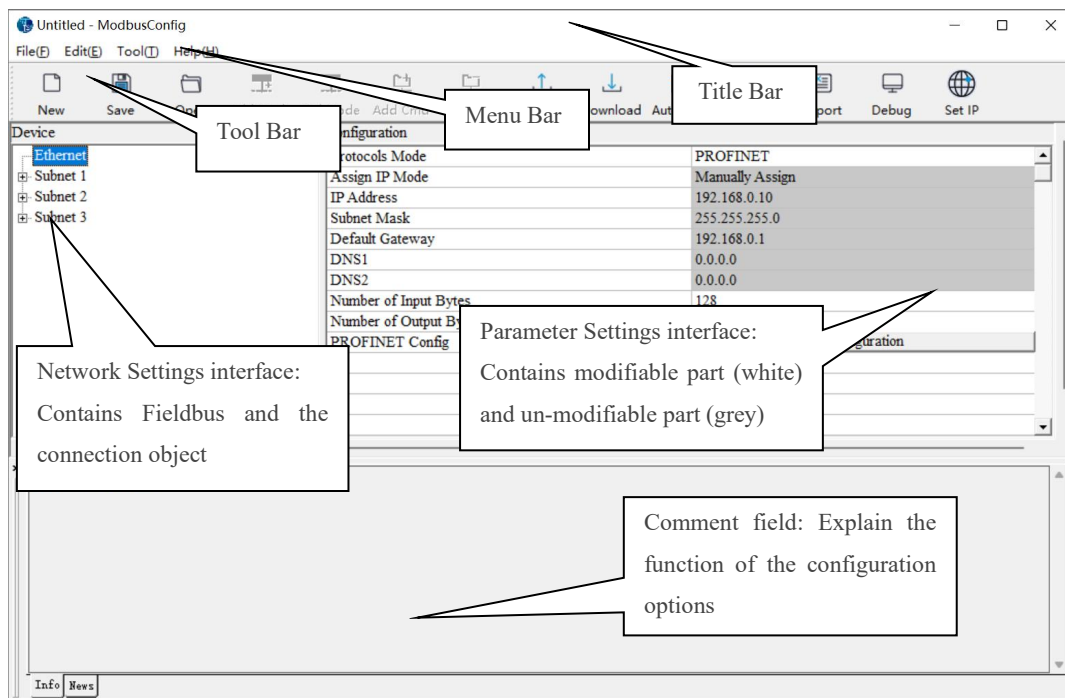 Untitled - ModbusConfig
File(F) Edit(E) Tool(T) Help(H)
New Save Add Cmd Download Debug Set IP
Tool Bar
Menu Bar
Title Bar
Device
Ethernet
Subnet 1
Subnet 2
Subnet 3
Protocols Mode PROFINET
Assign IP Mode Manually Assign
IP Address 192.168.0.10
Subnet Mask 255.255.255.0
Default Gateway 192.168.0.1
DNS1 0.0.0.0
DNS2 0.0.0.0
Number of Input Bytes 128
Number of Output
PROFINET Config
Network Settings interface:
Contains Fieldbus and the
connection object
Parameter Settings interface:
Contains modifiable part (white)
and un-modifiable part (grey)
Comment field: Explain the
function of the configuration
options
Info News